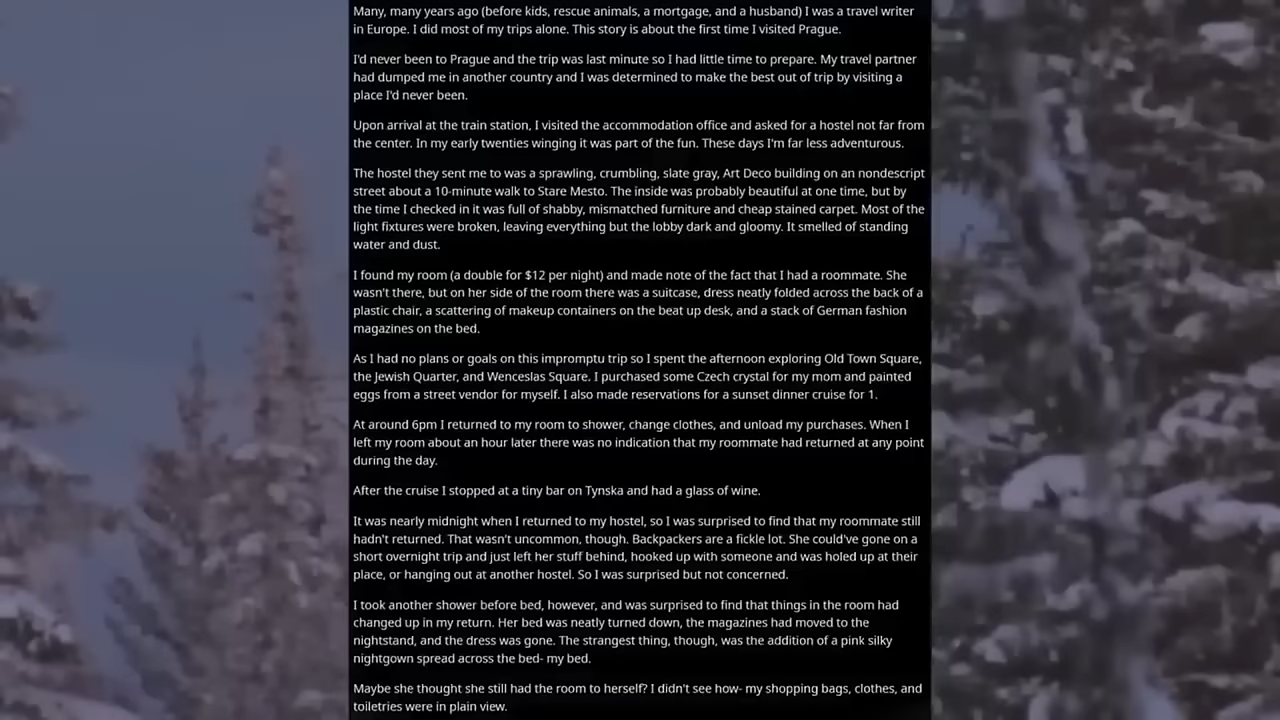 Many, many years ago (before kids, rescue animals, a mortgage, and a husband) I was a travel writer
in Europe. I did most of my trips alone. This story is about the first time I visited Prague.
I'd never been to Prague and the trip was last minute so I had little time to prepare. My travel partner
had dumped me in another country and I was determined to make the best out of trip by visiting a
place I'd never been.
Upon arrival at the train station, I visited the accommodation office and asked for a hostel not far from
the center. In my early twenties winging it was part of the fun. These days I'm far less adventurous.
The hostel they sent me to was a sprawling, crumbling, slate gray, Art Deco building on an nondescript
street about a 10-minute walk to Stare Mesto. The inside was probably beautiful at one time, but by
the time I checked in it was full of shabby, mismatched furniture and cheap stained carpet. Most of the
light fixtures were broken, leaving everything but the lobby dark and gloomy. It smelled of standing
water and dust.
I found my room (a double for $12 per night) and made note of the fact that I had a roommate. She
wasn't there, but on her side of the room there was a suitcase, dress neatly folded across the back of a
plastic chair, a scattering of makeup containers on the beat up desk, and a stack of German fashion
magazines on the bed.
As I had no plans or goals on this impromptu trip so I spent the afternoon exploring Old Town Square,
the Jewish Quarter, and Wenceslas Square. I purchased some Czech crystal for my mom and painted
eggs from a street vendor for myself. I also made reservations for a sunset dinner cruise for 1.
At around 6pm I returned to my room to shower, change clothes, and unload my purchases. When I
left my room about an hour later there was no indication that my roommate had returned at any point
during the day.
After the cruise I stopped at a tiny bar on Tynska and had a glass of wine.
It was nearly midnight when I returned to my hostel, so I was surprised to find that my roommate still
hadn't returned. That wasn't uncommon, though. Backpackers are a fickle lot. She could've gone on a
short overnight trip and just left her stuff behind, hooked up with someone and was holed up at their
place, or hanging out at another hostel. So I was surprised but not concerned.
I took another shower before bed, however, and was surprised to find that things in the room had
changed up in my return. Her bed was neatly turned down, the magazines had moved to the
nightstand, and the dress was gone. The strangest thing, though, was the addition of a pink silky
nightgown spread across the bed- my bed.
Maybe she thought she still had the room to herself? I didn't see how- my shopping bags, clothes, and
toiletries were in plain view.